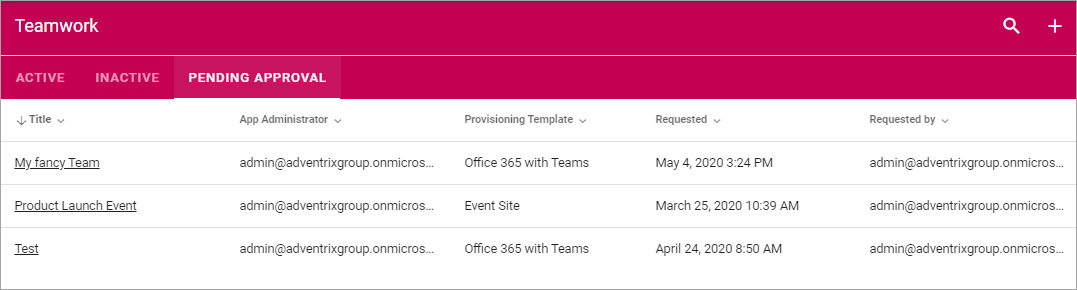 Teamwork
ACTIVE INACTIVE PENDING APPROVAL
Title App Administrator Provisioning Template Requested Requested by
My fancy Team admin@adventrixgroup.onmicros... Office 365 with Teams May 4, 2020 3:24 PM admin@adventrixgroup.onmicros...
Product Launch Event admin@adventrixgroup.onmicros... Event Site March 25, 2020 10:39 AM admin@adventrixgroup.onmicros...
Test admin@adventrixgroup.onmicros... Office 365 with Teams April 24, 2020 8:50 AM admin@adventrixgroup.onmicros...